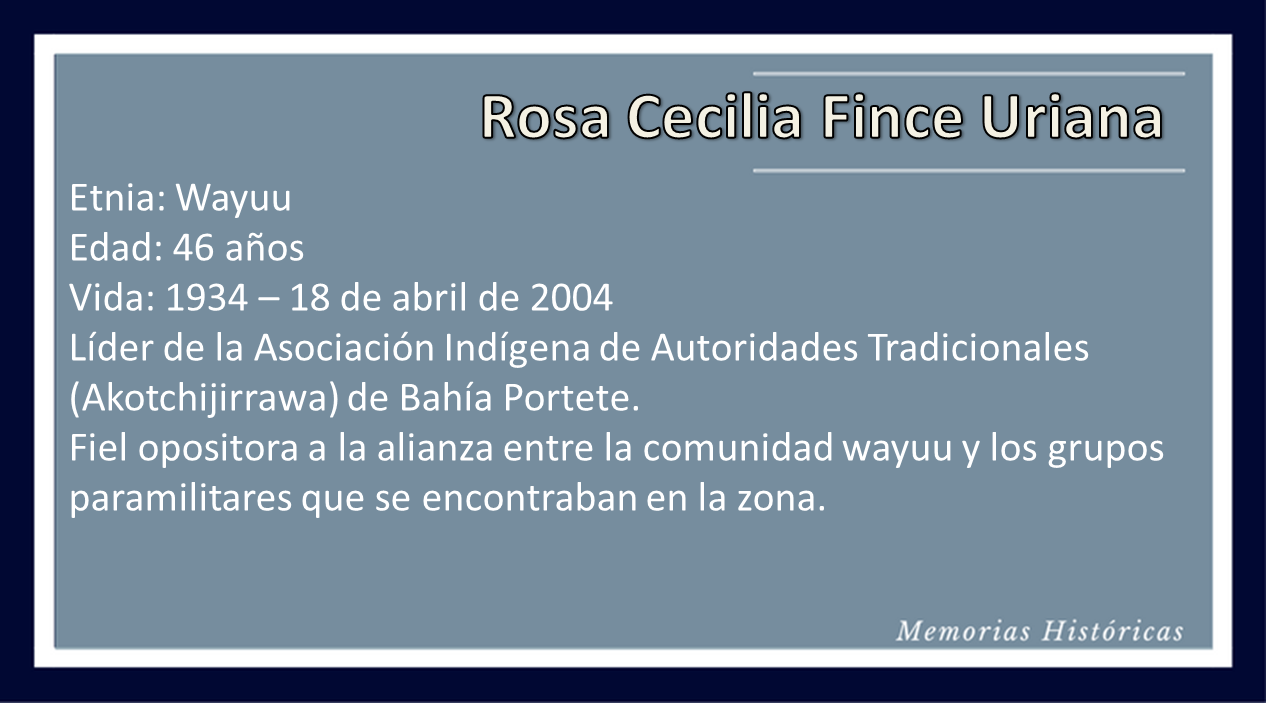 Rosa Cecilia Fince Uriana
Etnia: Wayuu
Edad: 46 años
Vida: 1934 – 18 de abril de 2004
Líder de la Asociación Indígena de Autoridades Tradicionales
(Akotchijirrawa) de Bahía Portete.
Fiel opositora a la alianza entre la comunidad wayuu y los grupos
paramilitares que se encontraban en la zona.
Memorias Históricas